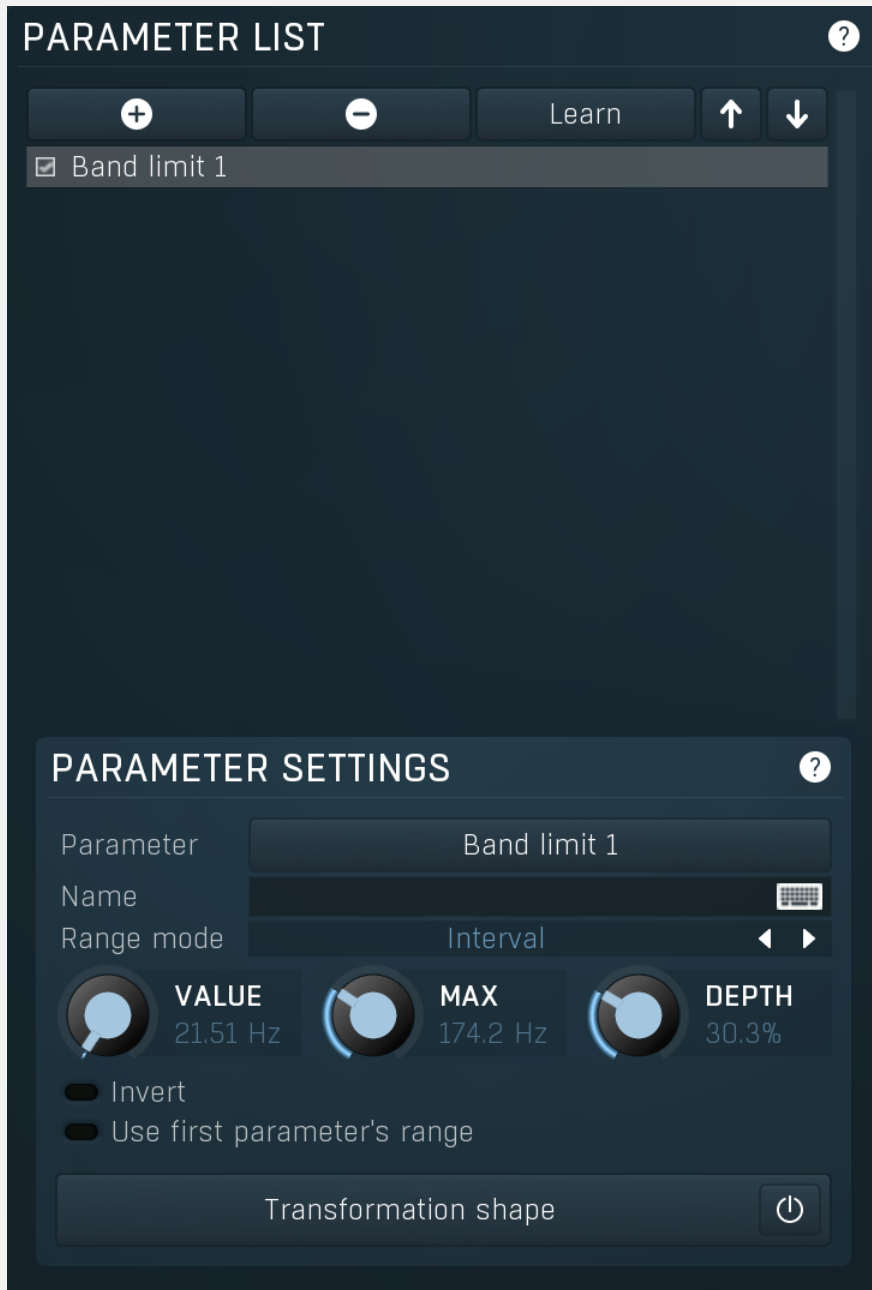 PARAMETER LIST ?
Learn
Band limit 1
PARAMETER SETTINGS ?
Parameter Band limit 1
Name
Range mode Interval
VALUE MAX DEPTH
21.51 Hz 174.2 Hz 30.3%
Invert
Use first parameter's range
Transformation shape